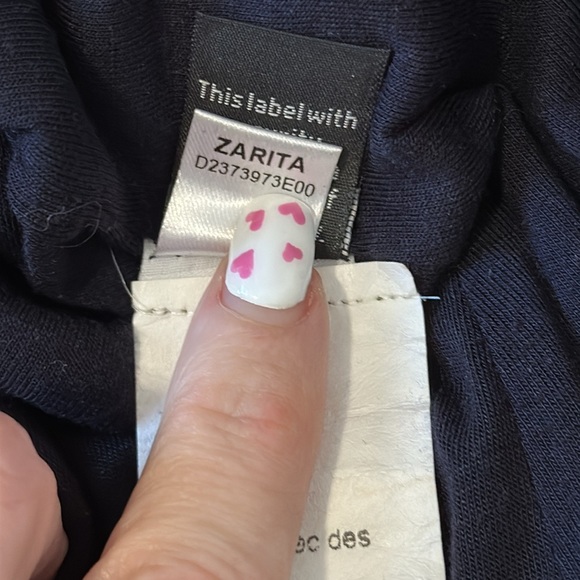 This label with
ZARITA
D2373973E00
ec des